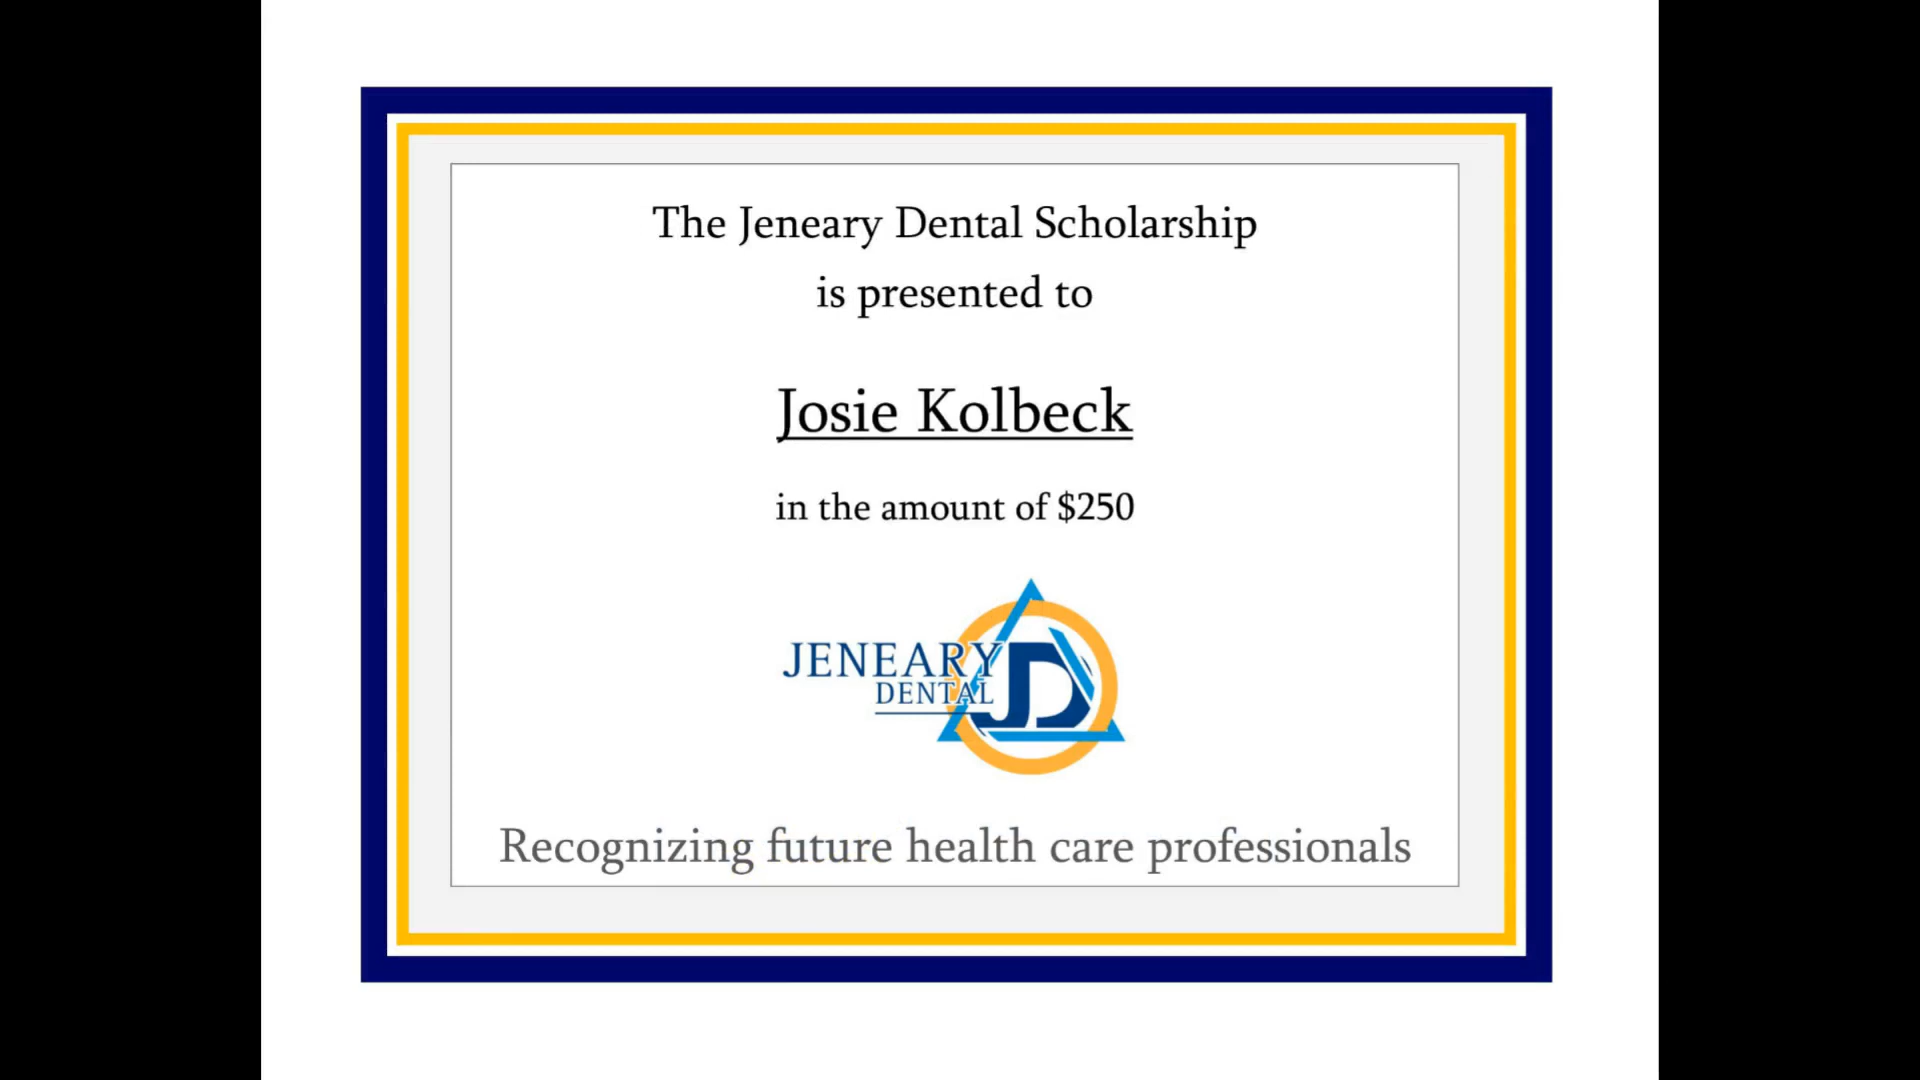 The Jeneary Dental Scholarship
is presented to
Josie Kolbeck
in the amount of $250
JENEARY
DENTAL
JD
Recognizing future health care professionals